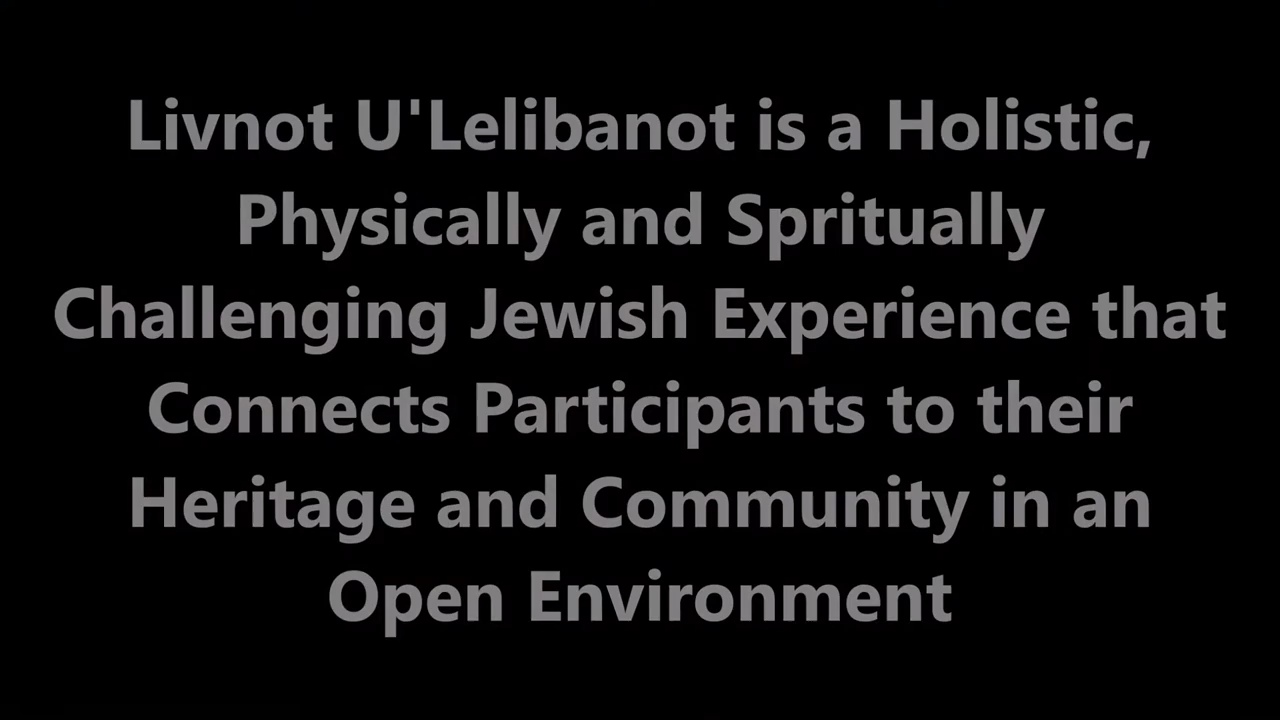 Livnot U'Lelibanot is a Holistic,
Physically and Spritually
Challenging Jewish Experience that
Connects Participants to their
Heritage and Community in an
Open Environment